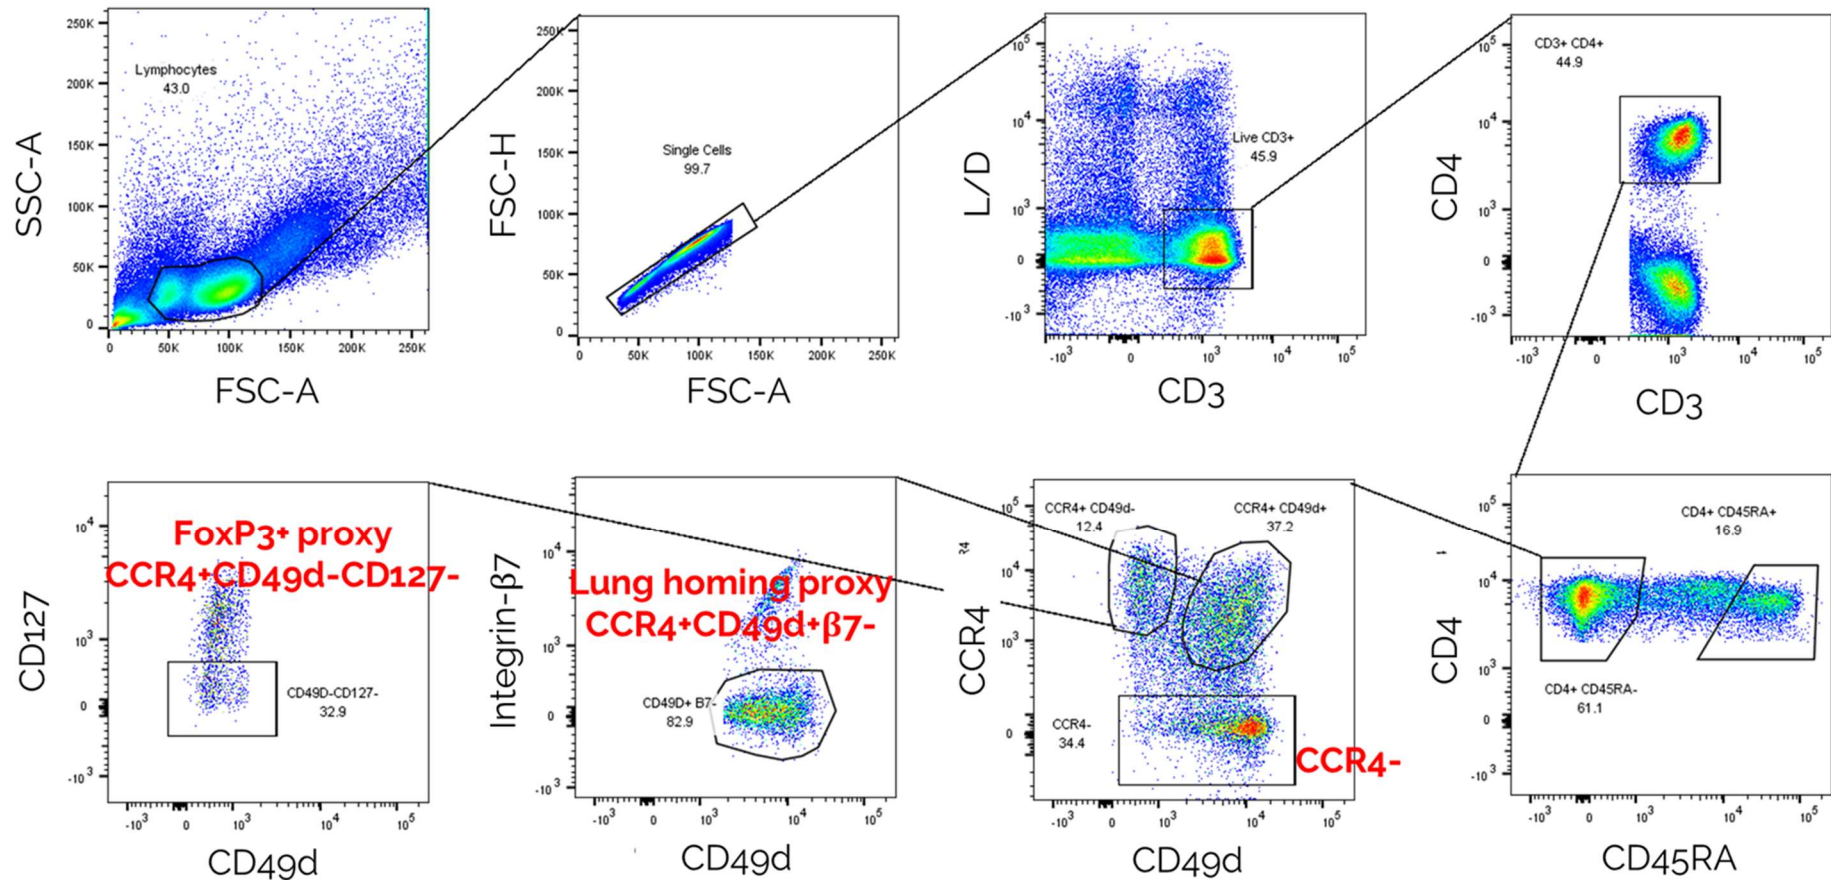 250K
200K
150K
100K
50K
0
0
50K
100K
150K
200K
250K
SSC-A
FSC-A
Lymphocytes
43.0
250K
200K
150K
100K
50K
0
0
50K
100K
150K
200K
250K
FSC-H
FSC-A
Single Cells
99.7
10^5
10^4
10^3
0
-10^3
-10^3
0
10^3
10^4
10^5
L/D
CD3
Live CD3+
45.9
10^5
10^4
10^3
0
-10^3
-10^3
0
10^3
10^4
10^5
CD4
CD3
CD3+ CD4+
44.9
10^4
10^3
0
-10^3
-10^3
0
10^3
10^4
10^5
CD127
CD49d
FoxP3+ proxy
CCR4+CD49d-CD127-
CD49D-CD127-
32.9
10^4
10^3
0
-10^3
-10^3
0
10^3
10^4
10^5
Integrin-β7
CD49d
Lung homing proxy
CCR4+CD49d+β7-
CD49D+ B7-
82.9
R4
10^5
10^4
10^3
0
-10^3
0
10^3
10^4
10^5
CCR4
CD49d
CCR4+ CD49d-
12.4
CCR4+ CD49d+
37.2
CCR4-
34.4
CCR4-
10^5
10^4
10^3
0
-10^3
-10^3
0
10^3
10^4
10^5
CD4
CD45RA
CD4+ CD45RA+
16.9
CD4+ CD45RA-
61.1